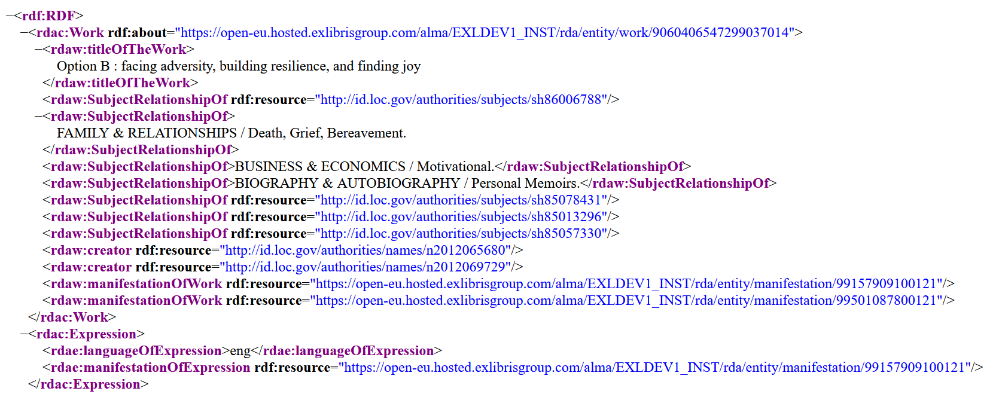 −<rdf:RDF>
−<rdac:Work rdf:about="https://open-eu.hosted.exlibrisgroup.com/alma/EXLDEV1_INST/rda/entity/work/9060406547299037014">
−<rdaw:titleOfTheWork>
Option B : facing adversity, building resilience, and finding joy
</rdaw:titleOfTheWork>
<rdaw:SubjectRelationshipOf rdf:resource="http://id.loc.gov/authorities/subjects/sh86006788"/>
−<rdaw:SubjectRelationshipOf>
FAMILY & RELATIONSHIPS / Death, Grief, Bereavement.
</rdaw:SubjectRelationshipOf>
<rdaw:SubjectRelationshipOf>BUSINESS & ECONOMICS / Motivational.</rdaw:SubjectRelationshipOf>
<rdaw:SubjectRelationshipOf>BIOGRAPHY & AUTOBIOGRAPHY / Personal Memoirs.</rdaw:SubjectRelationshipOf>
<rdaw:SubjectRelationshipOf rdf:resource="http://id.loc.gov/authorities/subjects/sh85078431"/>
<rdaw:SubjectRelationshipOf rdf:resource="http://id.loc.gov/authorities/subjects/sh85013296"/>
<rdaw:SubjectRelationshipOf rdf:resource="http://id.loc.gov/authorities/subjects/sh85057330"/>
<rdaw:creator rdf:resource="http://id.loc.gov/authorities/names/n2012065680"/>
<rdaw:creator rdf:resource="http://id.loc.gov/authorities/names/n2012069729"/>
<rdaw:manifestationOfWork rdf:resource="https://open-eu.hosted.exlibrisgroup.com/alma/EXLDEV1_INST/rda/entity/manifestation/99157909100121"/>
<rdaw:manifestationOfWork rdf:resource="https://open-eu.hosted.exlibrisgroup.com/alma/EXLDEV1_INST/rda/entity/manifestation/99501087800121"/>
</rdac:Work>
−<rdac:Expression>
<rdae:languageOfExpression>eng</rdae:languageOfExpression>
<rdae:manifestationOfExpression rdf:resource="https://open-eu.hosted.exlibrisgroup.com/alma/EXLDEV1_INST/rda/entity/manifestation/99157909100121"/>
</rdac:Expression>